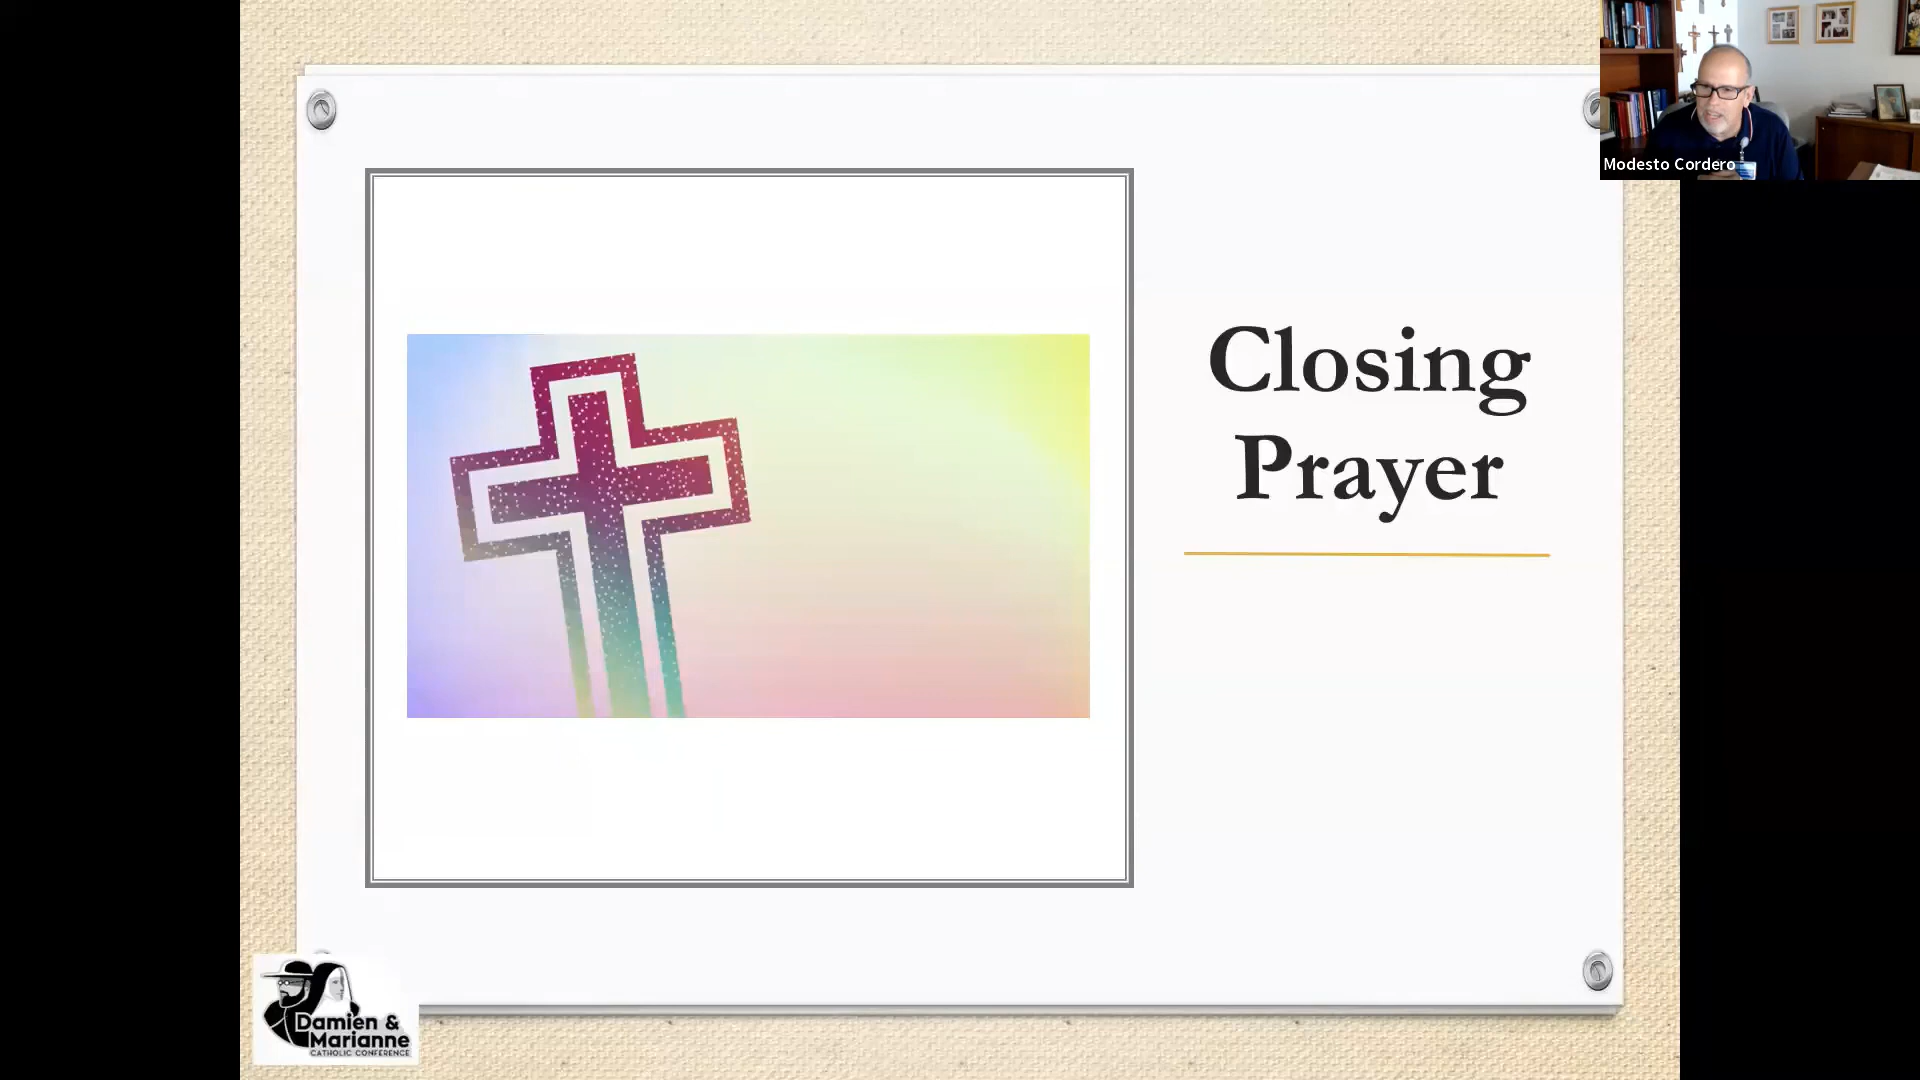 Modesto Cordero
Closing
Prayer
Damien &
Marianne
CATHOLIC CONFERENCE